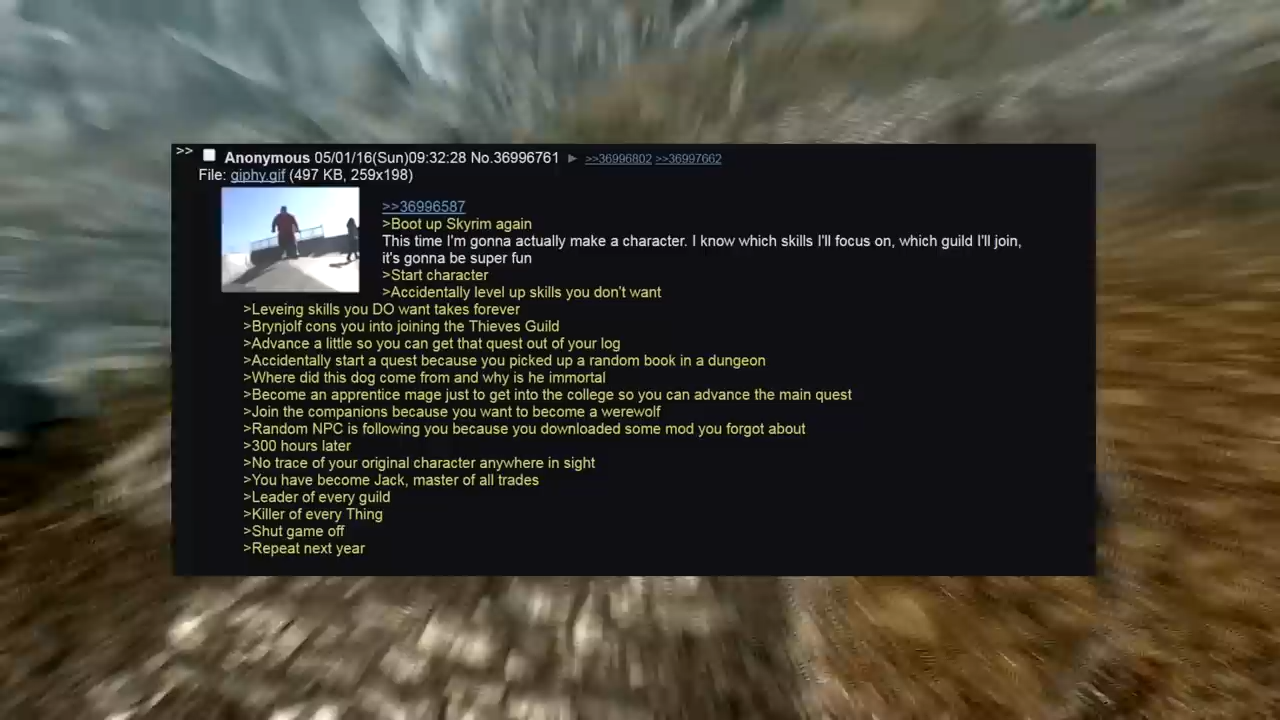 >> Anonymous 05/01/16(Sun)09:32:28 No.36996761 ▶ >>36996802 >>36997662
File: giphy.gif (497 KB, 259x198)
>>36996587
>Boot up Skyrim again
This time I'm gonna actually make a character. I know which skills I'll focus on, which guild I'll join,
it's gonna be super fun
>Start character
>Accidentally level up skills you don't want
>Leveing skills you DO want takes forever
>Brynjolf cons you into joining the Thieves Guild
>Advance a little so you can get that quest out of your log
>Accidentally start a quest because you picked up a random book in a dungeon
>Where did this dog come from and why is he immortal
>Become an apprentice mage just to get into the college so you can advance the main quest
>Join the companions because you want to become a werewolf
>Random NPC is following you because you downloaded some mod you forgot about
>300 hours later
>No trace of your original character anywhere in sight
>You have become Jack, master of all trades
>Leader of every guild
>Killer of every Thing
>Shut game off
>Repeat next year